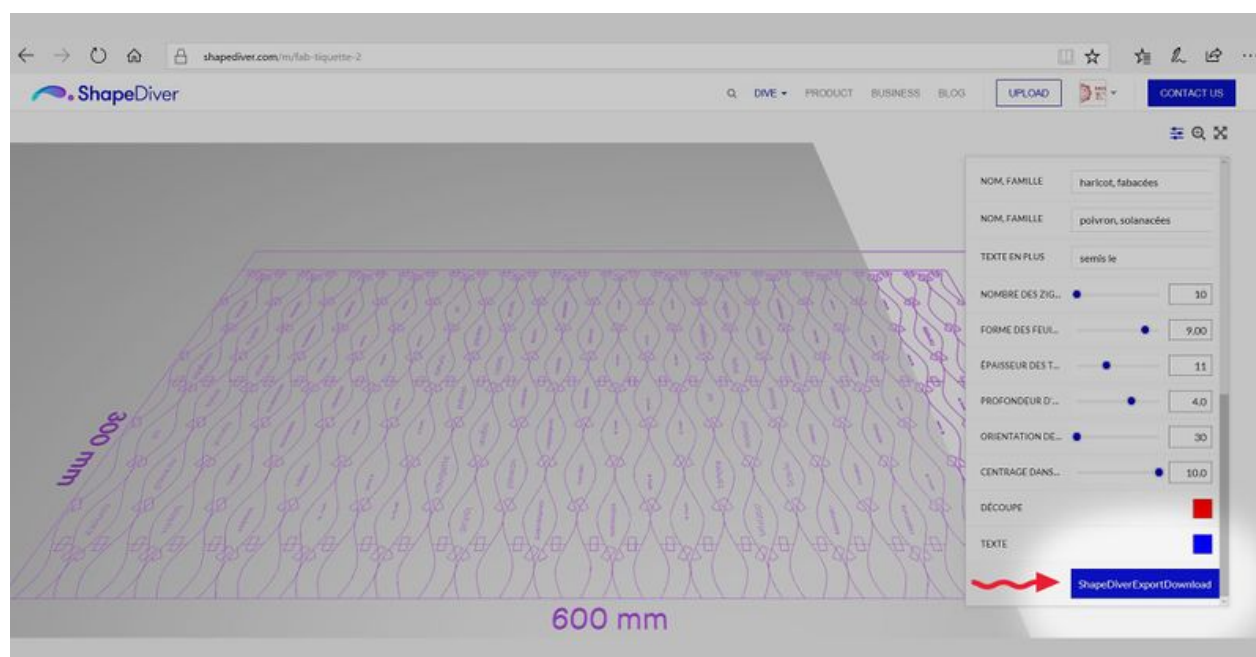 shapediver.com/m/fab-tiquette-2
ShapeDiver
DIVE
PRODUCT
BUSINESS
BLOG
UPLOAD
CONTACT US
NOM, FAMILLE
haricot, fabacées
NOM, FAMILLE
poivron, solanacées
TEXTE EN PLUS
semis le
NOMBRE DES ZIG...
10
FORME DES FEUI...
9.00
ÉPAISSEUR DES T...
11
PROFONDEUR D'...
4.0
ORIENTATION DE...
30
CENTRAGE DANS...
10.0
DÉCOUPE
TEXTE
ShapeDiverExportDownload
300 mm
600 mm